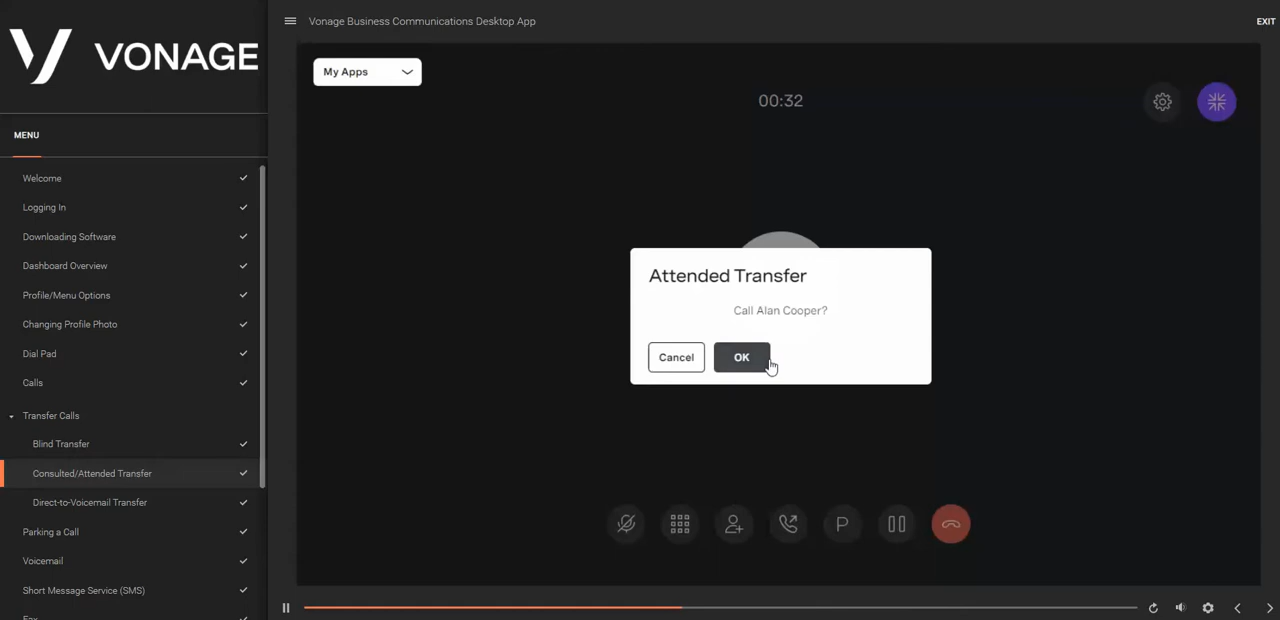 VONAGE
Vonage Business Communications Desktop App
EXIT
MENU
Welcome
Logging In
Downloading Software
Dashboard Overview
Profile/Menu Options
Changing Profile Photo
Dial Pad
Calls
Transfer Calls
Blind Transfer
Consulted/Attended Transfer
Direct-to-Voicemail Transfer
Parking a Call
Voicemail
Short Message Service (SMS)
Fax
My Apps
00:32
Attended Transfer
Call Alan Cooper?
Cancel
OK
P